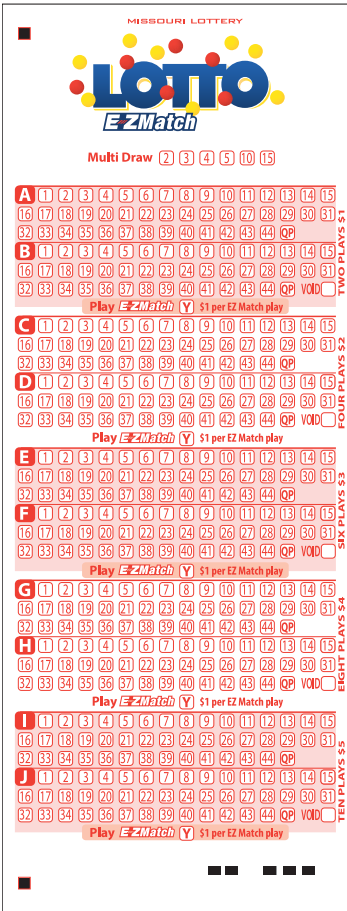 MISSOURI LOTTERY
LOTTO
E-ZMatch
Multi Draw 2 3 4 5 10 15
A 1 2 3 4 5 6 7 8 9 10 11 12 13 14 15
16 17 18 19 20 21 22 23 24 25 26 27 28 29 30 31
32 33 34 35 36 37 38 39 40 41 42 43 44 QP
B 1 2 3 4 5 6 7 8 9 10 11 12 13 14 15
16 17 18 19 20 21 22 23 24 25 26 27 28 29 30 31
32 33 34 35 36 37 38 39 40 41 42 43 44 QP VOID
TWO PLAYS $1
Play E-ZMatch Y $1 per EZ Match play
C 1 2 3 4 5 6 7 8 9 10 11 12 13 14 15
16 17 18 19 20 21 22 23 24 25 26 27 28 29 30 31
32 33 34 35 36 37 38 39 40 41 42 43 44 QP
D 1 2 3 4 5 6 7 8 9 10 11 12 13 14 15
16 17 18 19 20 21 22 23 24 25 26 27 28 29 30 31
32 33 34 35 36 37 38 39 40 41 42 43 44 QP VOID
FOUR PLAYS $2
Play E-ZMatch Y $1 per EZ Match play
E 1 2 3 4 5 6 7 8 9 10 11 12 13 14 15
16 17 18 19 20 21 22 23 24 25 26 27 28 29 30 31
32 33 34 35 36 37 38 39 40 41 42 43 44 QP
F 1 2 3 4 5 6 7 8 9 10 11 12 13 14 15
16 17 18 19 20 21 22 23 24 25 26 27 28 29 30 31
32 33 34 35 36 37 38 39 40 41 42 43 44 QP VOID
SIX PLAYS $3
Play E-ZMatch Y $1 per EZ Match play
G 1 2 3 4 5 6 7 8 9 10 11 12 13 14 15
16 17 18 19 20 21 22 23 24 25 26 27 28 29 30 31
32 33 34 35 36 37 38 39 40 41 42 43 44 QP
H 1 2 3 4 5 6 7 8 9 10 11 12 13 14 15
16 17 18 19 20 21 22 23 24 25 26 27 28 29 30 31
32 33 34 35 36 37 38 39 40 41 42 43 44 QP VOID
EIGHT PLAYS $4
Play E-ZMatch Y $1 per EZ Match play
I 1 2 3 4 5 6 7 8 9 10 11 12 13 14 15
16 17 18 19 20 21 22 23 24 25 26 27 28 29 30 31
32 33 34 35 36 37 38 39 40 41 42 43 44 QP
J 1 2 3 4 5 6 7 8 9 10 11 12 13 14 15
16 17 18 19 20 21 22 23 24 25 26 27 28 29 30 31
32 33 34 35 36 37 38 39 40 41 42 43 44 QP VOID
TEN PLAYS $5
Play E-ZMatch Y $1 per EZ Match play